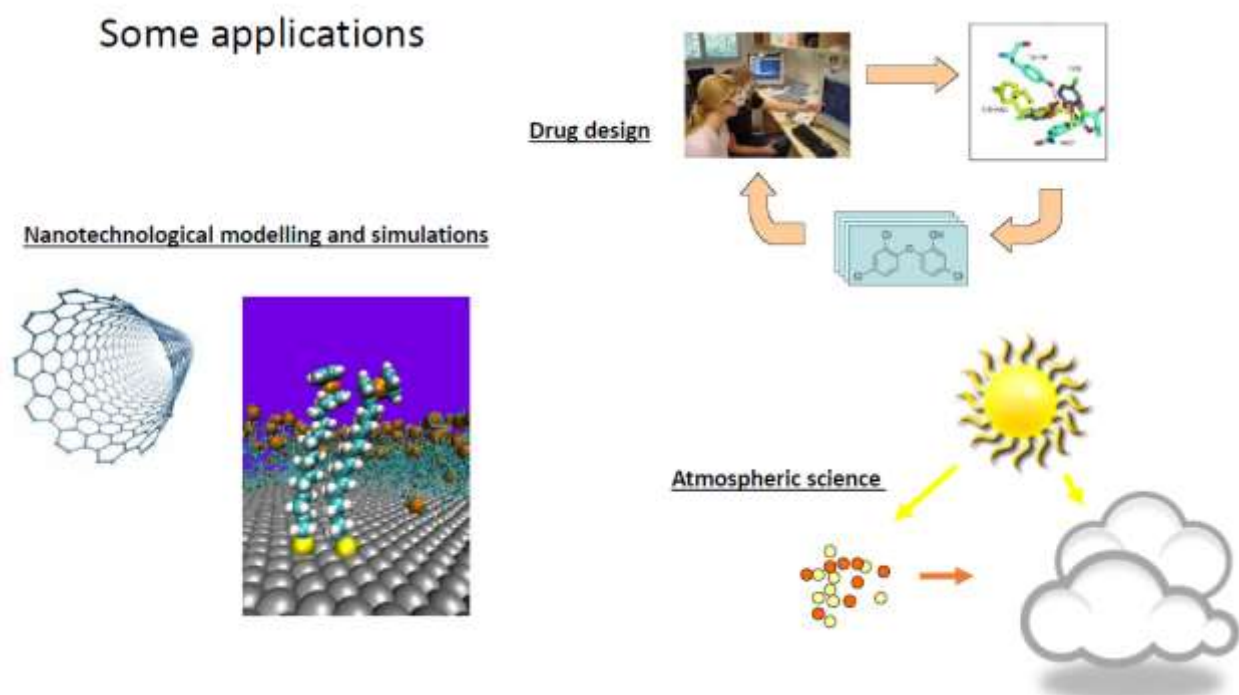 Some applications
Drug design
Nanotechnological modelling and simulations
Atmospheric science